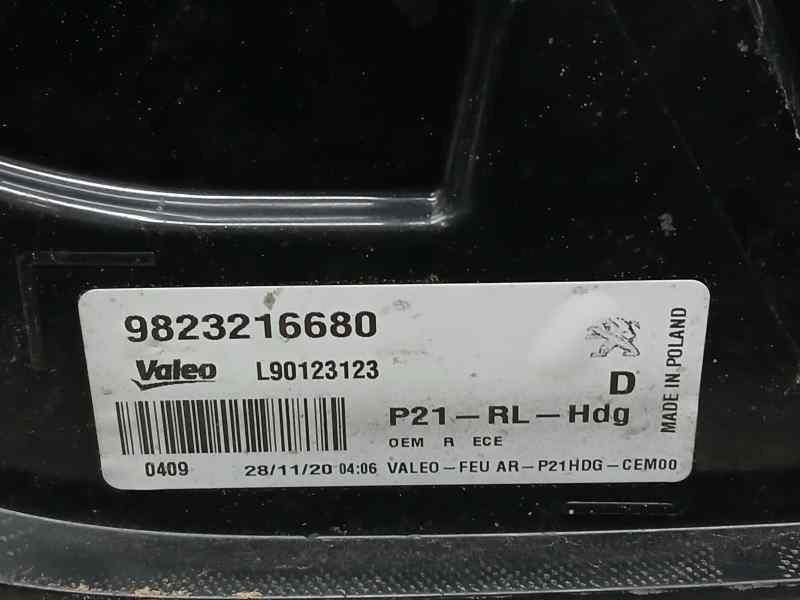 9823216680
Valeo L90123123
D
P21-RL-Hdg
OEM R ECE
0409 28/11/20 04:06 VALEO-FEU AR-P21HDG-CEM00
MADE IN POLAND